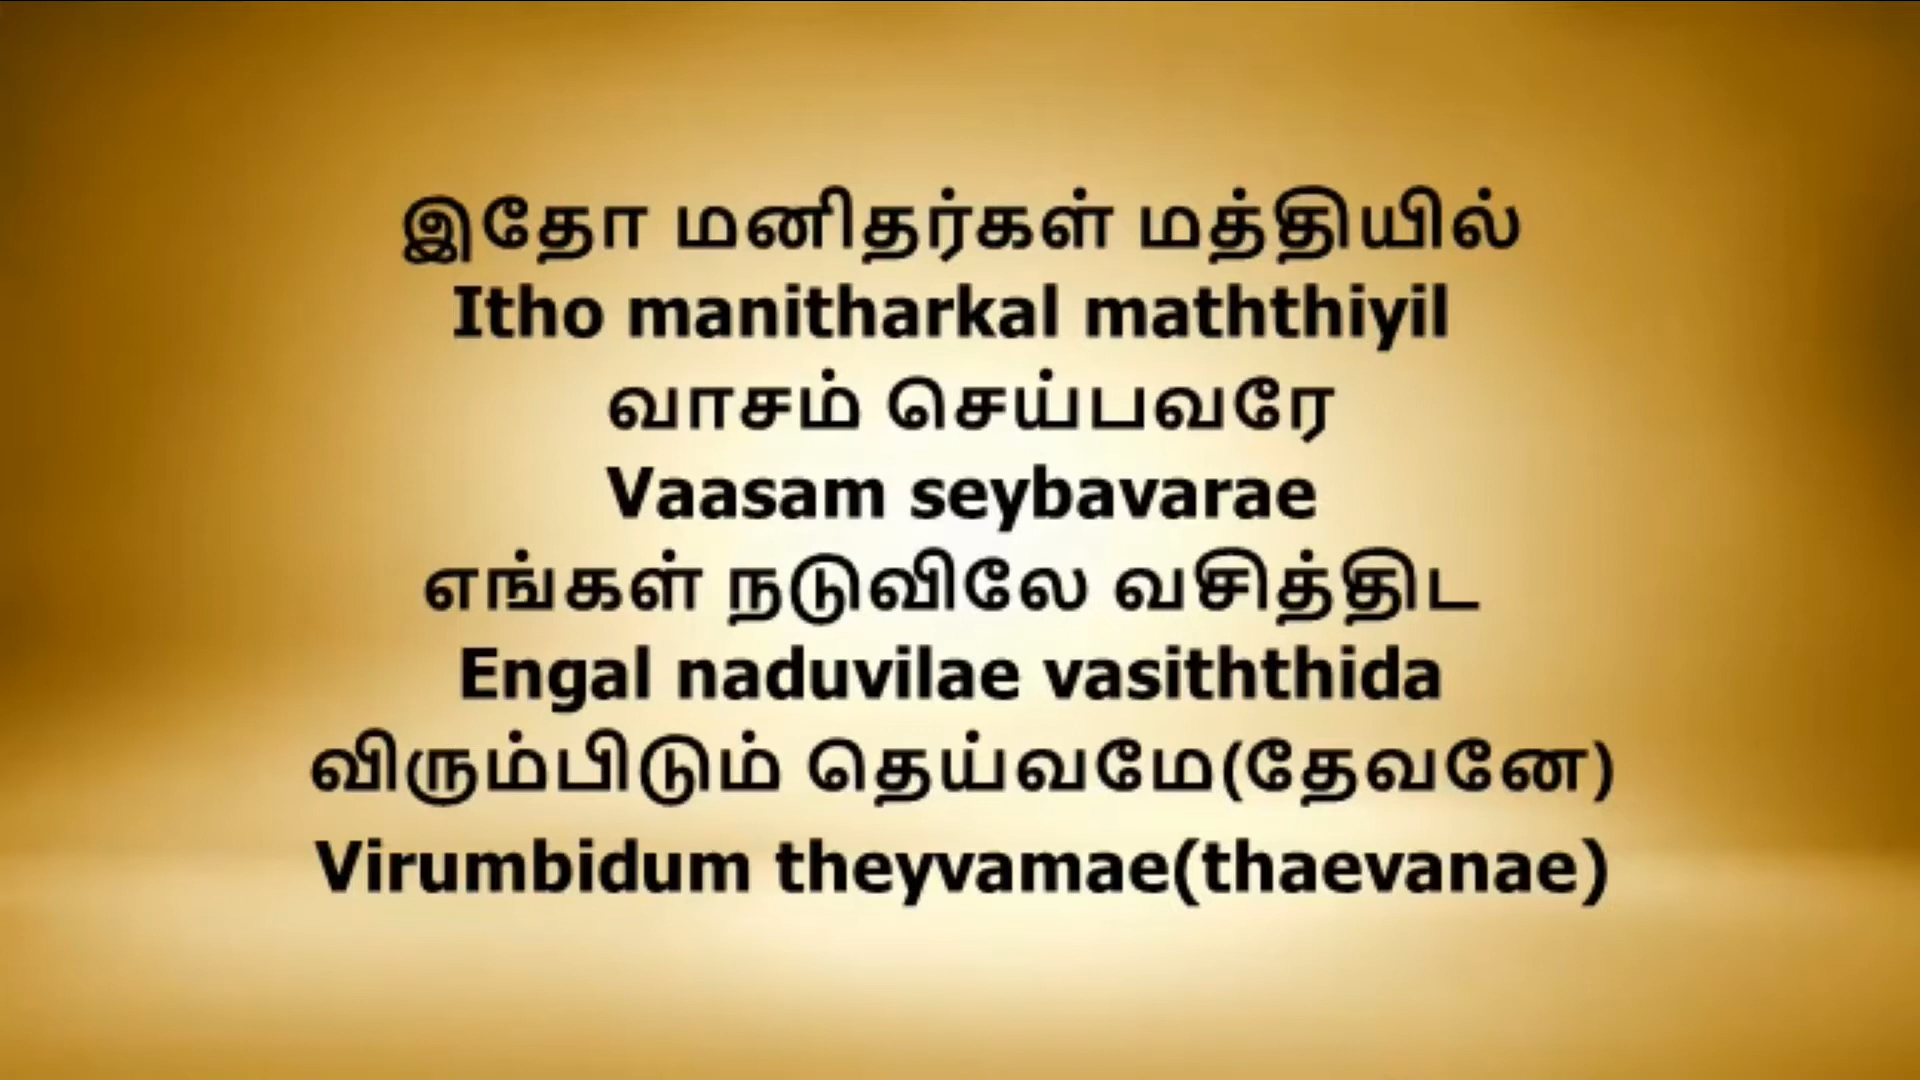 இதோ மனிதர்கள் மத்தியில்
Itho manitharkal maththiyil
வாசம் செய்பவரே
Vaasam seybavarae
எங்கள் நடுவிலே வசித்திட
Engal naduvilae vasiththida
விரும்பிடும் தெய்வமே(தேவனே)
Virumbidum theyvamae(thaevanae)